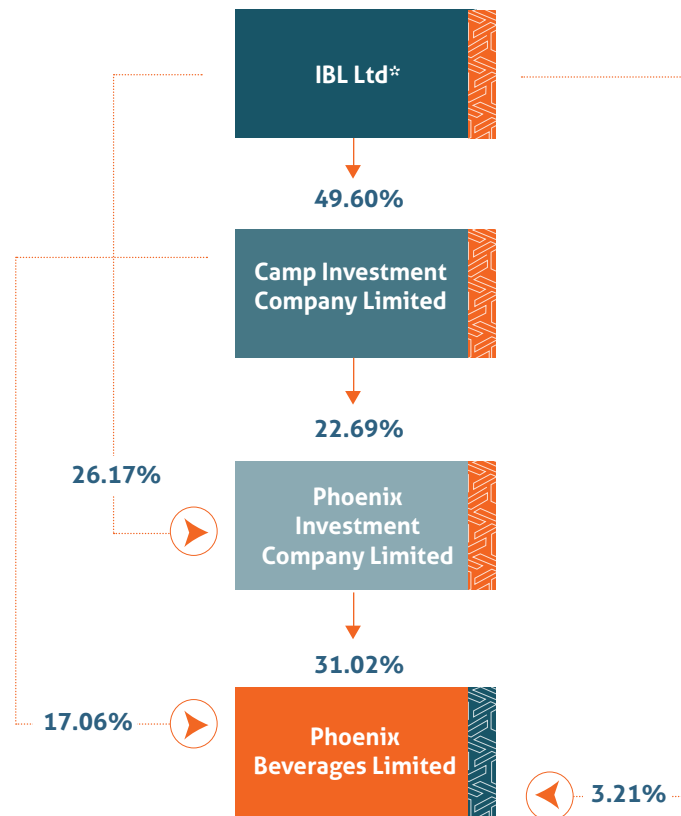 IBL Ltd*
49.60%
Camp Investment
Company Limited
22.69%
26.17%
Phoenix
Investment
Company Limited
31.02%
17.06%
Phoenix
Beverages Limited
3.21%